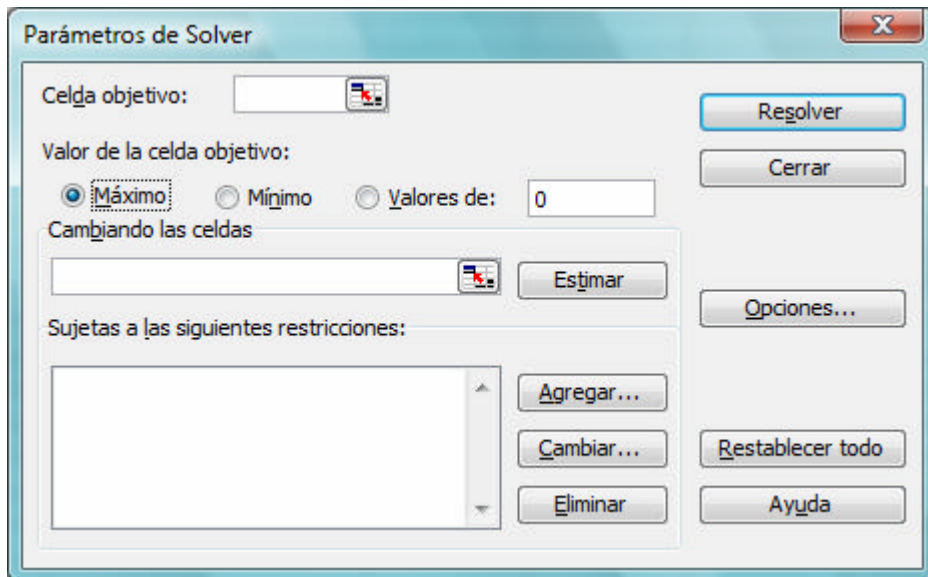 Parámetros de Solver
Celda objetivo:
Resolver
Valor de la celda objetivo:
Cerrar
Máximo Mínimo Valores de: 0
Cambiando las celdas
Estimar
Opciones...
Sujetas a las siguientes restricciones:
Agregar...
Cambiar... Restablecer todo
Eliminar Ayuda